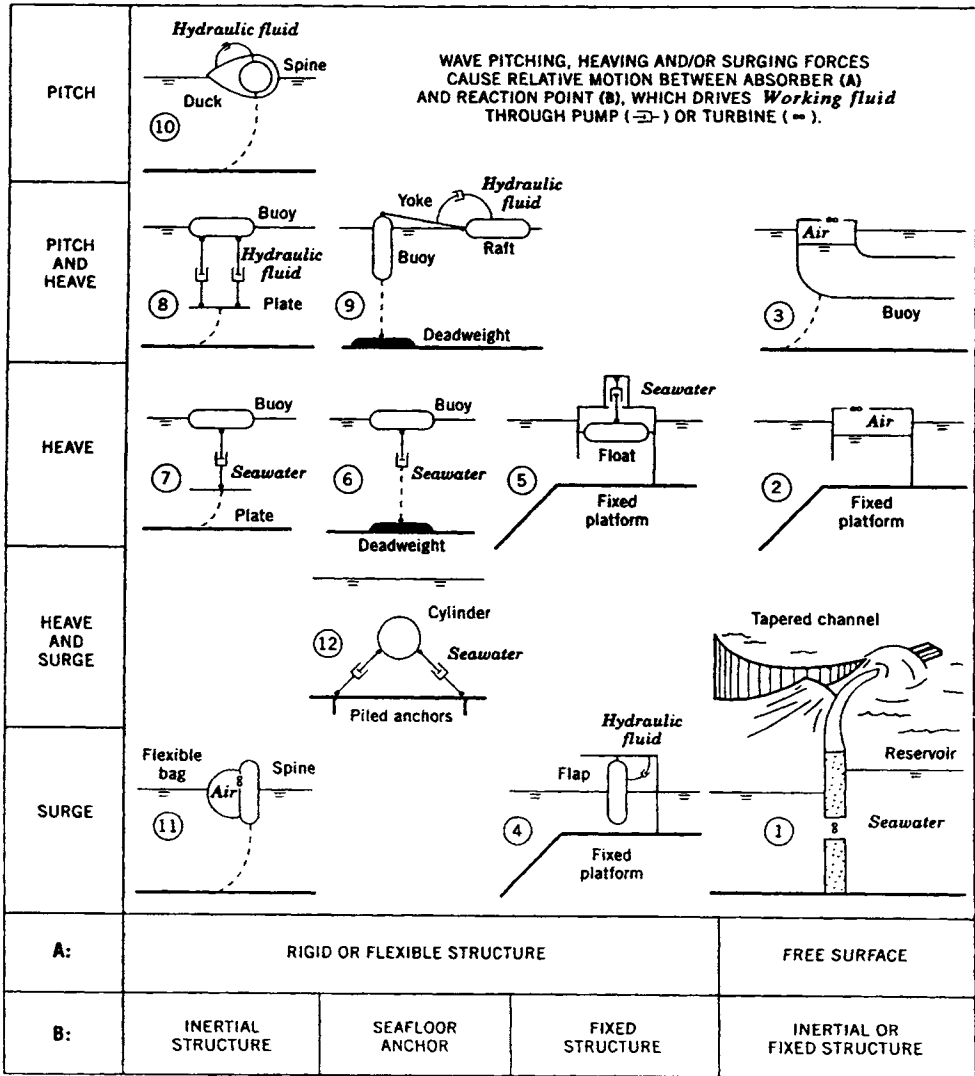 PITCH
Hydraulic fluid
Spine
Duck
10
WAVE PITCHING, HEAVING AND/OR SURGING FORCES
CAUSE RELATIVE MOTION BETWEEN ABSORBER (A)
AND REACTION POINT (B), WHICH DRIVES Working fluid
THROUGH PUMP ( ) OR TURBINE (∞).
PITCH
AND
HEAVE
Buoy
Hydraulic
fluid
8
Plate
Yoke
Hydraulic
fluid
Buoy
Raft
9
Deadweight
∞
Air
3
Buoy
HEAVE
Buoy
7
Seawater
Plate
Buoy
6
Seawater
Deadweight
Seawater
5
Float
Fixed
platform
∞
Air
2
Fixed
platform
HEAVE
AND
SURGE
Cylinder
12
Seawater
Piled anchors
Tapered channel
SURGE
Flexible
bag
Spine
Air
∞
11
Hydraulic
fluid
Flap
4
Fixed
platform
Reservoir
1
∞
Seawater
A:
RIGID OR FLEXIBLE STRUCTURE
FREE SURFACE
B:
INERTIAL
STRUCTURE
SEAFLOOR
ANCHOR
FIXED
STRUCTURE
INERTIAL OR
FIXED STRUCTURE